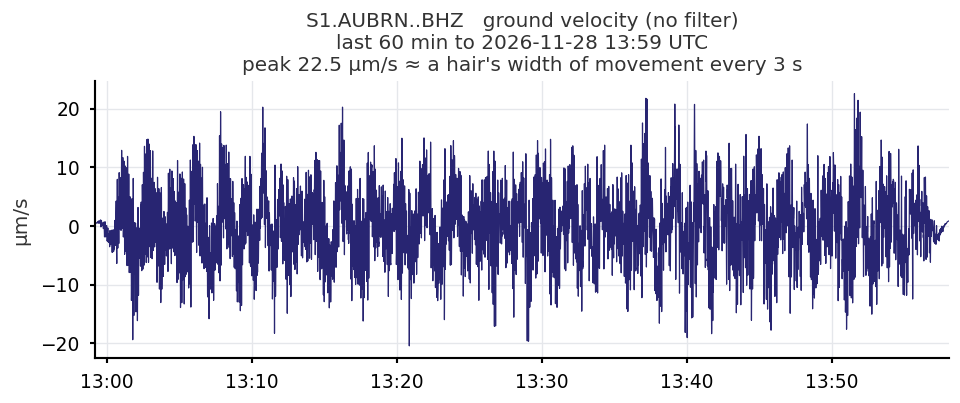 S1.AUBRN..BHZ   ground velocity (no filter)
last 60 min to 2026-11-28 13:59 UTC
peak 22.5 µm/s ≈ a hair's width of movement every 3 s
µm/s
20
10
0
−10
−20
13:00 13:10 13:20 13:30 13:40 13:50